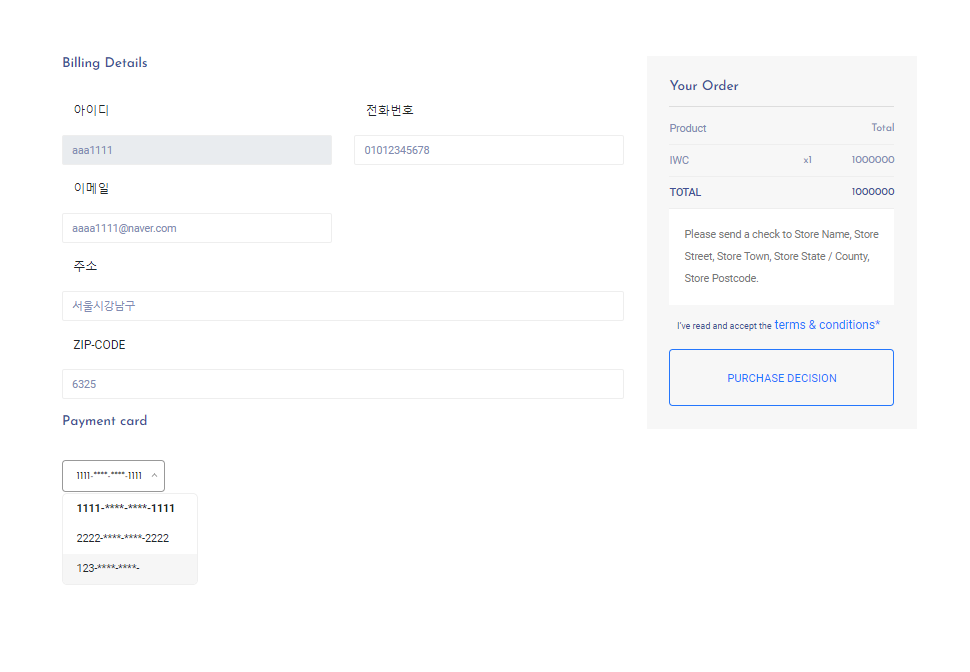 Billing Details
아이디
전화번호
aaa1111
01012345678
이메일
aaaa1111@naver.com
주소
서울시강남구
ZIP-CODE
6325
Payment card
1111-****-****-1111
1111-****-****-1111
2222-****-****-2222
123-****-****-
Your Order
Product Total
IWC x1 1000000
TOTAL 1000000
Please send a check to Store Name, Store
Street, Store Town, Store State / County,
Store Postcode.
I've read and accept the terms & conditions*
PURCHASE DECISION